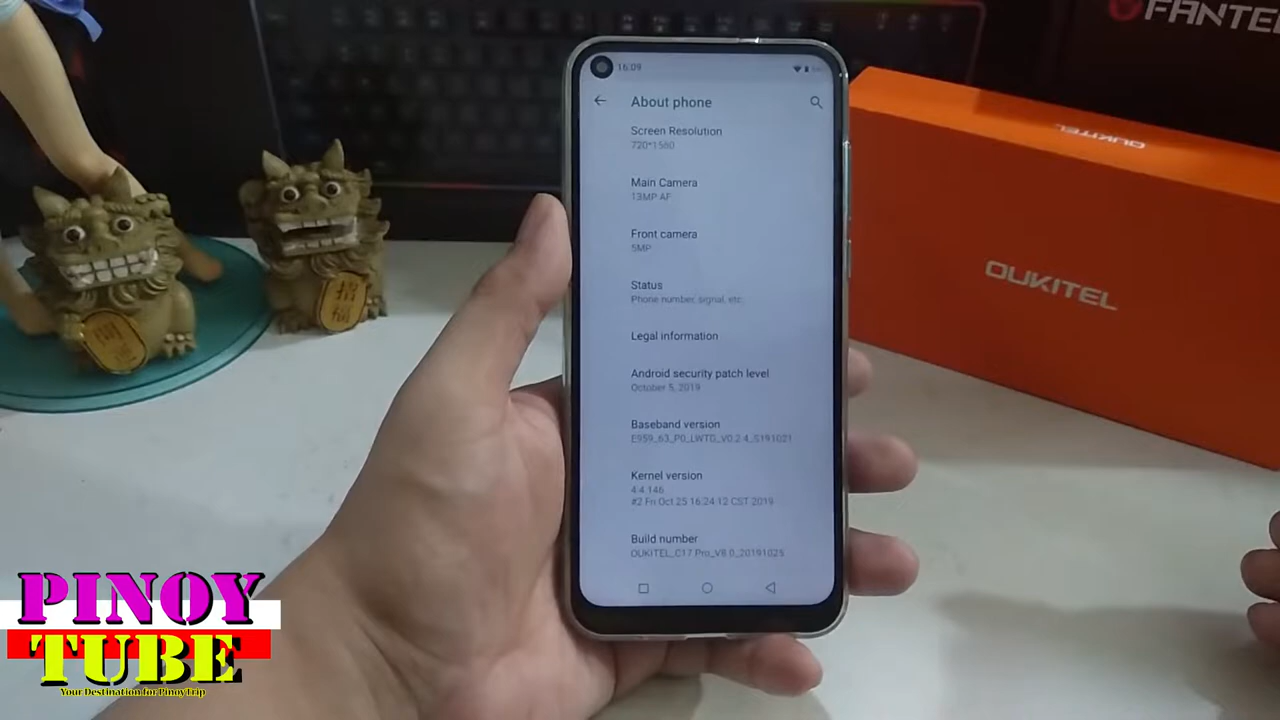 FANTE
16:09
About phone
Screen Resolution
720*1560
Main Camera
13MP AF
Front camera
5MP
Status
Phone number, signal, etc.
Legal information
Android security patch level
October 5, 2019
Baseband version
E959_63_P0_LWTG_V0.2.4_S191021
Kernel version
4.4.146
#2 Fri Oct 25 16:24:12 CST 2019
Build number
OUKITEL_C17 Pro_V8.0_20191025
OUKITEL
OUKITEL
招
福
PINOY
TUBE
Your Destination for PinoyTrip